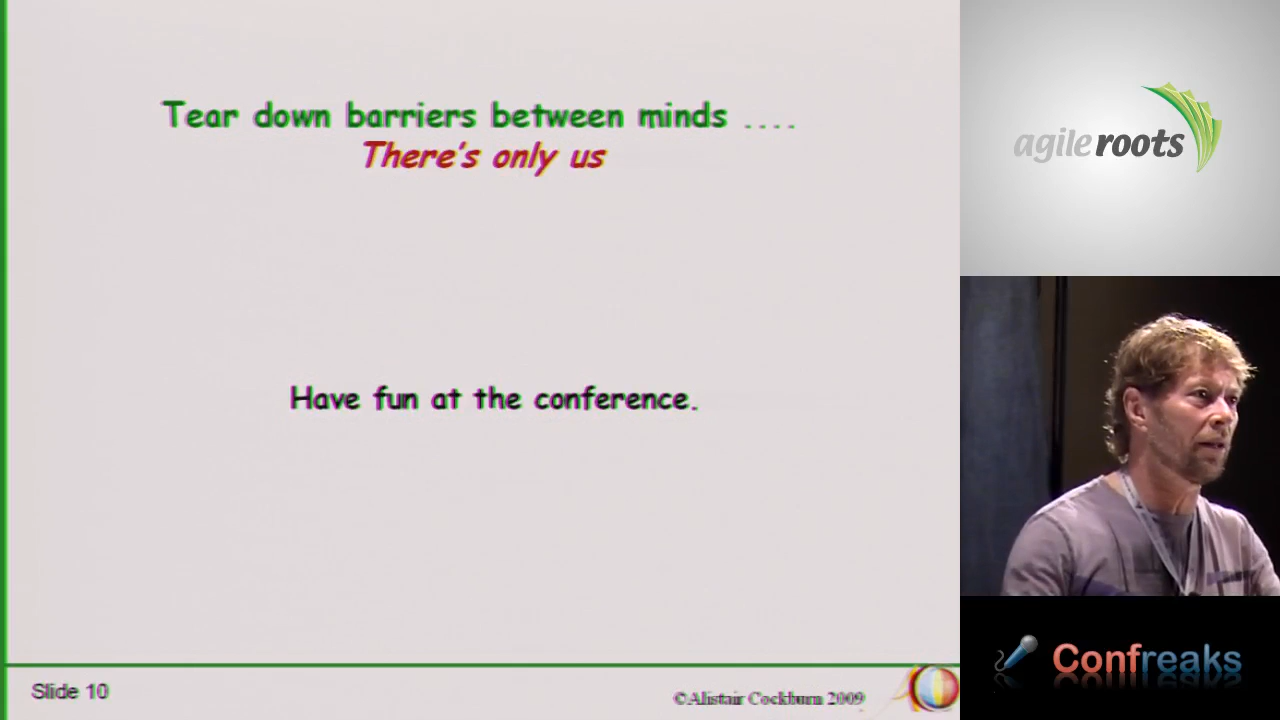 Tear down barriers between minds ....
There's only us
Have fun at the conference.
Slide 10
©Alistair Cockburn 2009
agile roots
Confreaks